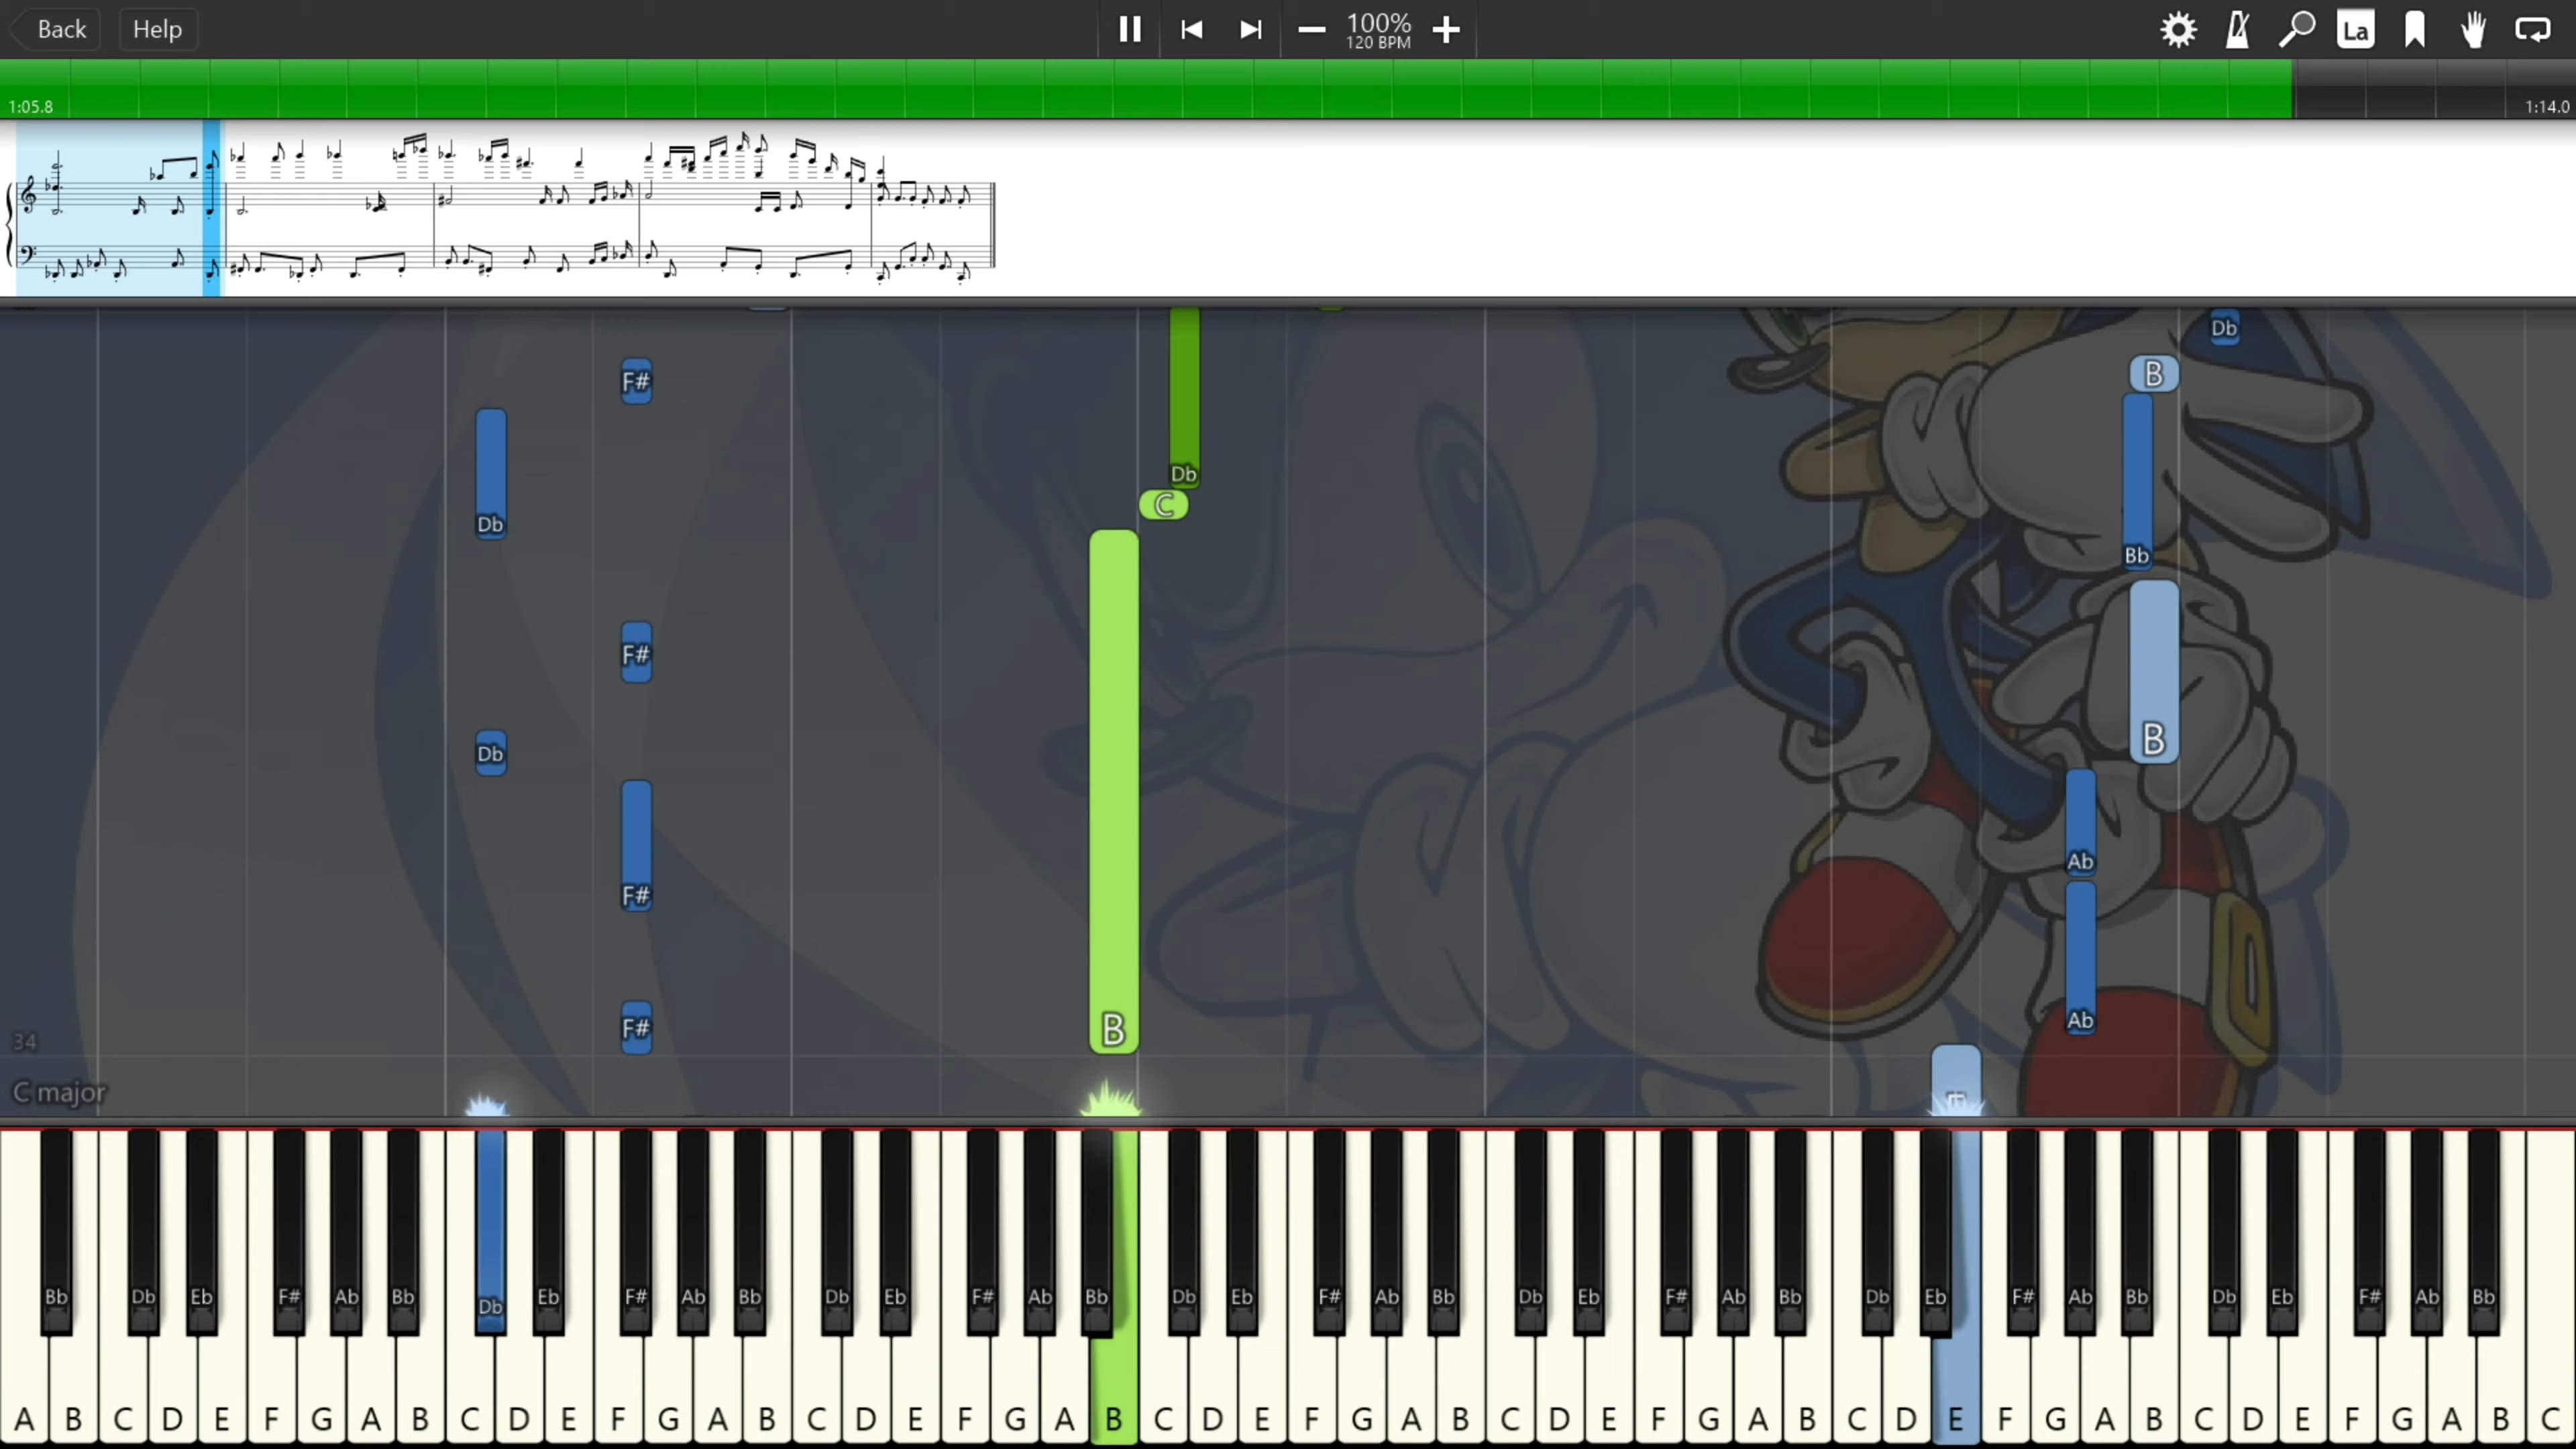 Back Help 100% La
120 BPM
1:05.8 1:14.0
Db
B
F#
Db
C
Db
Bb
F#
B
Db
Ab
F#
Ab
F#
B
34
C major
E
Bb Db Eb F# Ab Bb Db Eb F# Ab Bb Db Eb F# Ab Bb Db Eb F# Ab Bb Db Eb F# Ab Bb Db Eb F# Ab Bb Db Eb F# Ab Bb
A B C D E F G A B C D E F G A B C D E F G A B C D E F G A B C D E F G A B C D E F G A B C D E F G A B C